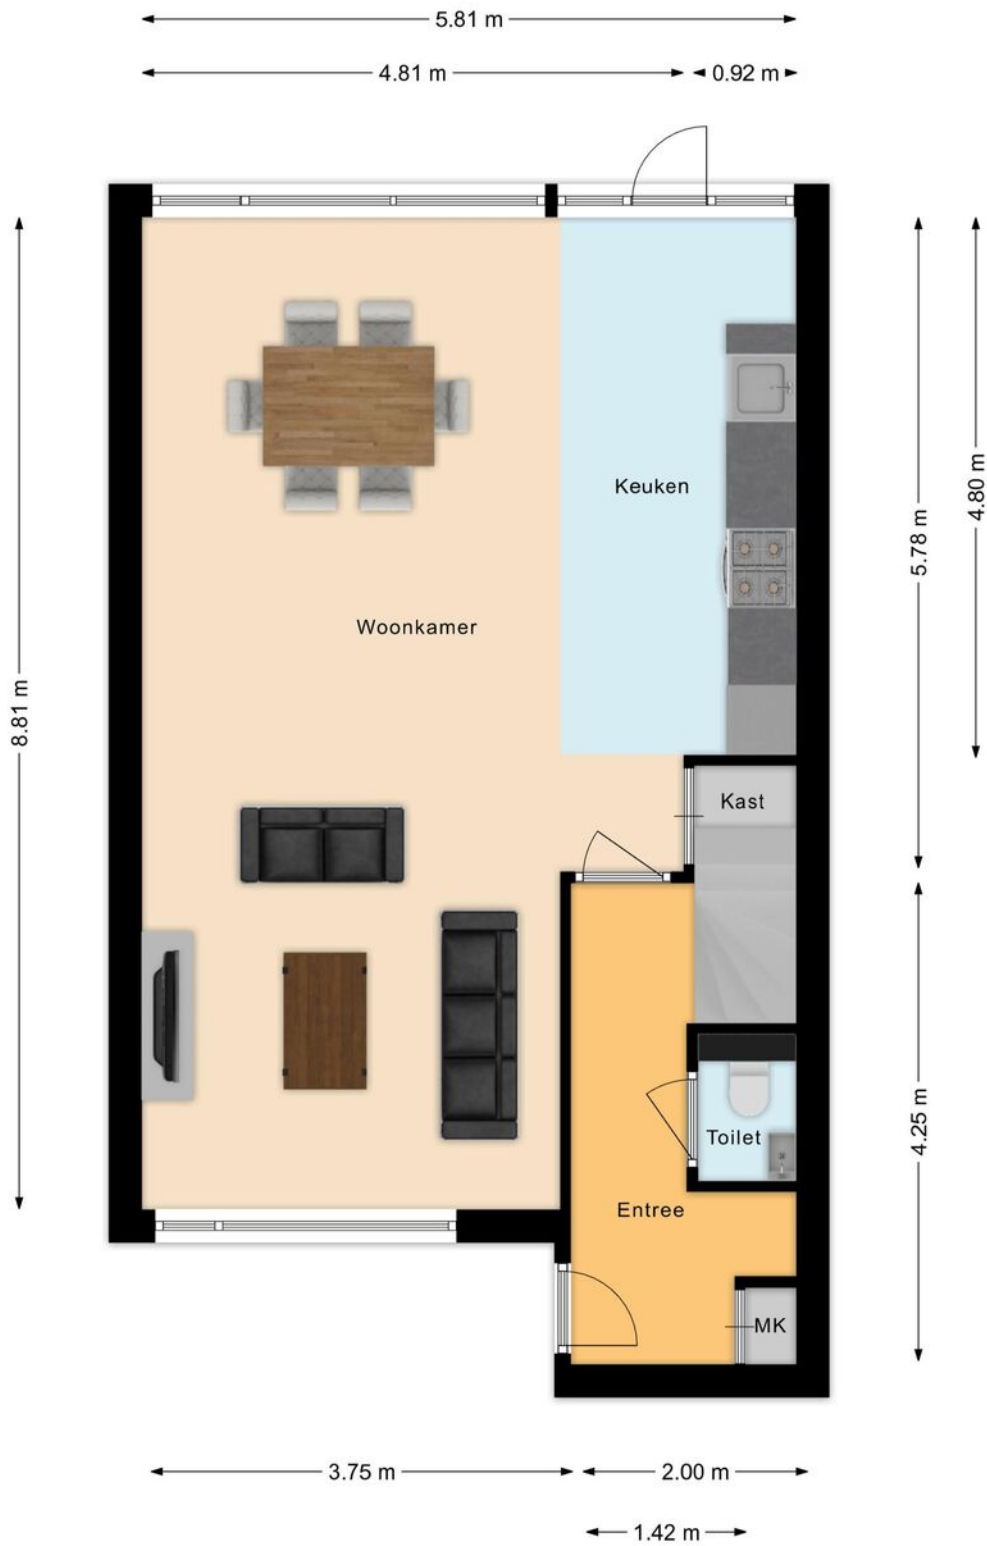 5.81 m
4.81 m
0.92 m
Keuken
4.80 m
5.78 m
Woonkamer
8.81 m
Kast
4.25 m
Toilet
Entree
MK
3.75 m
2.00 m
1.42 m